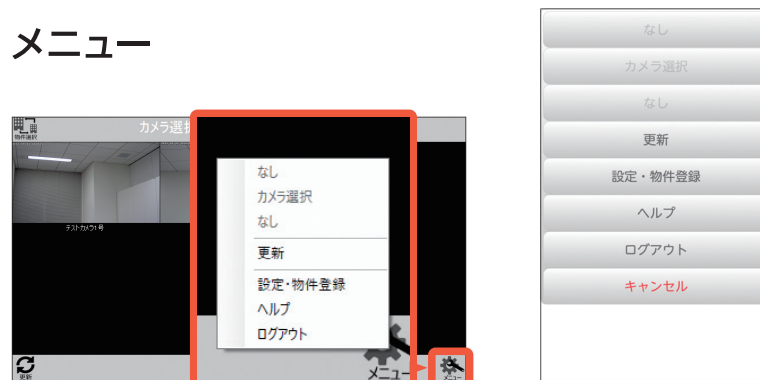 メニュー
物件選択
カメラ選択
テストカメラ1号
なし
カメラ選択
なし
更新
設定・物件登録
ヘルプ
ログアウト
メニュー
更新
メニュー
なし
カメラ選択
なし
更新
設定・物件登録
ヘルプ
ログアウト
キャンセル